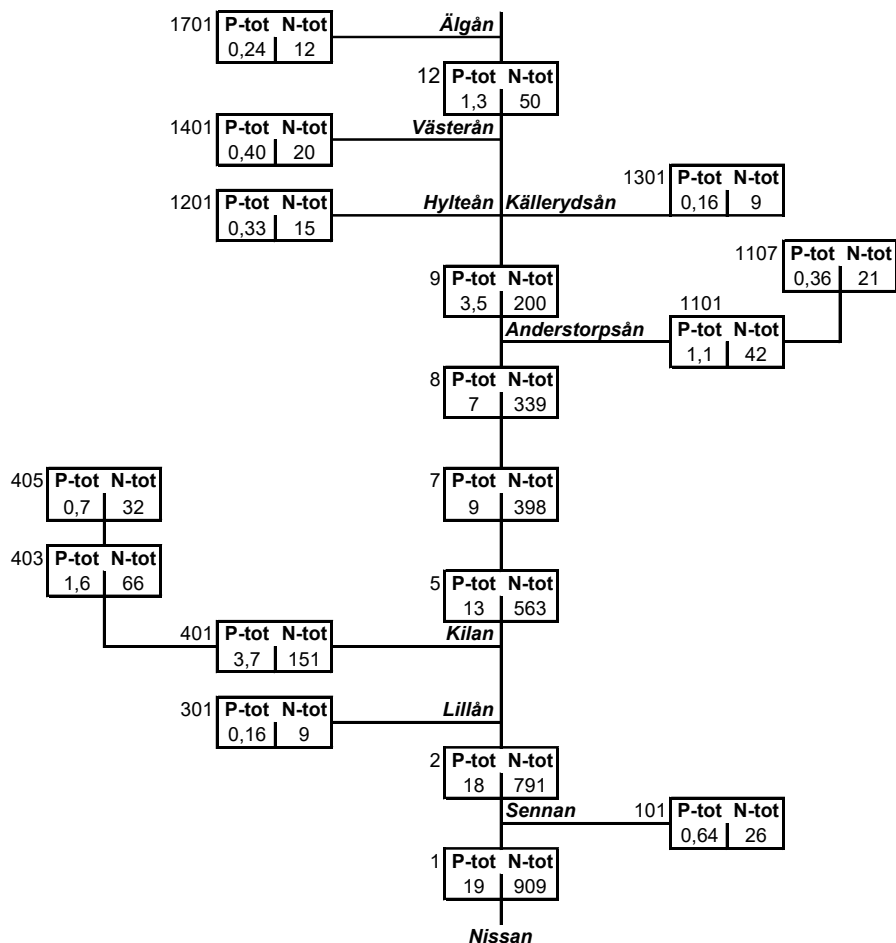 1701 P-tot N-tot Älgån
0,24 12
12 P-tot N-tot
1,3 50
1401 P-tot N-tot Västerån
0,40 20
1301 P-tot N-tot
0,16 9
1201 P-tot N-tot Hylteån Källerydsån
0,33 15
1107 P-tot N-tot
0,36 21
9 P-tot N-tot
3,5 200
1101
Anderstorpsån P-tot N-tot
1,1 42
8 P-tot N-tot
7 339
405 P-tot N-tot
0,7 32
7 P-tot N-tot
9 398
403 P-tot N-tot
1,6 66
5 P-tot N-tot
13 563
401 P-tot N-tot Kilan
3,7 151
301 P-tot N-tot Lillån
0,16 9
2 P-tot N-tot
18 791
Sennan 101 P-tot N-tot
0,64 26
1 P-tot N-tot
19 909
Nissan